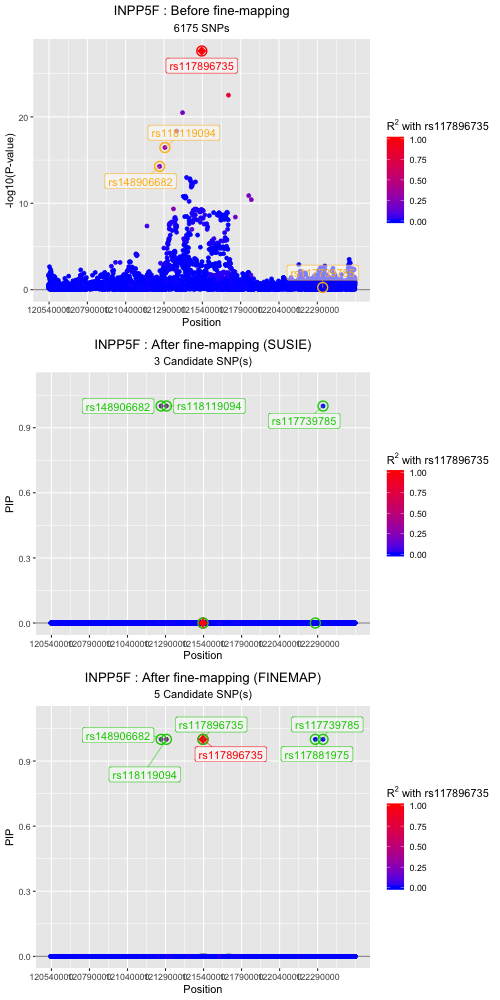 INPP5F : Before fine-mapping
6175 SNPs
-log10(P-value)
20
10
0
rs117896735
rs118119094
rs148906682
120540000 120790000 121040000 121290000 121540000 121790000 122040000 122290000
Position
R2 with rs117896735
1.00
0.75
0.50
0.25
0.00
INPP5F : After fine-mapping (SUSIE)
3 Candidate SNP(s)
PIP
0.9
0.6
0.3
0.0
rs148906682
rs118119094
rs117739785
120540000 120790000 121040000 121290000 121540000 121790000 122040000 122290000
Position
R2 with rs117896735
1.00
0.75
0.50
0.25
0.00
INPP5F : After fine-mapping (FINEMAP)
5 Candidate SNP(s)
PIP
0.9
0.6
0.3
0.0
rs148906682
rs117896735
rs117739785
rs118119094
rs117896735
rs117881975
120540000 120790000 121040000 121290000 121540000 121790000 122040000 122290000
Position
R2 with rs117896735
1.00
0.75
0.50
0.25
0.00